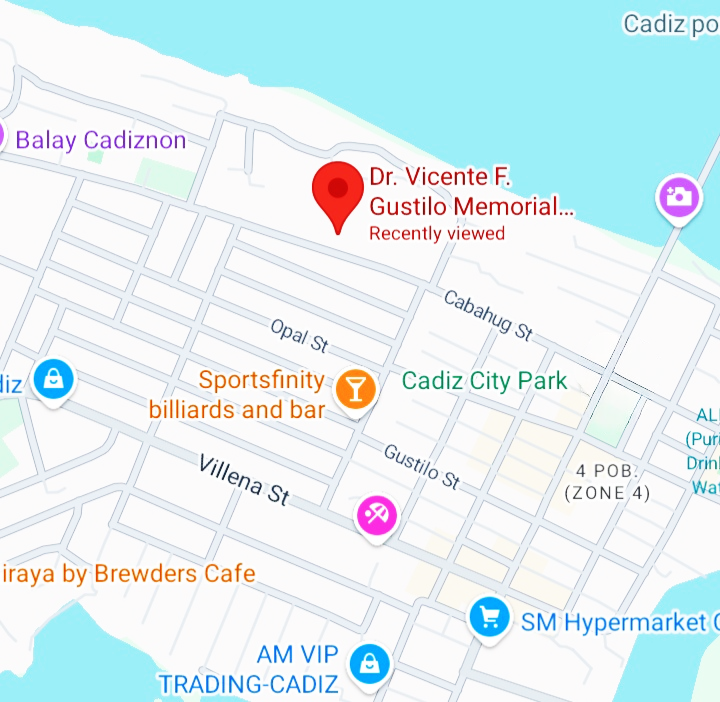 Cadiz po
Balay Cadiznon
Dr. Vicente F.
Gustilo Memorial...
Recently viewed
Cabahug St
Opal St
diz
Sportsfinity
billiards and bar
Cadiz City Park
Gustilo St
4 POB.
(ZONE 4)
AL
(Puri
Drin
Wat
Villena St
iraya by Brewders Cafe
SM Hypermarket C
AM VIP
TRADING-CADIZ